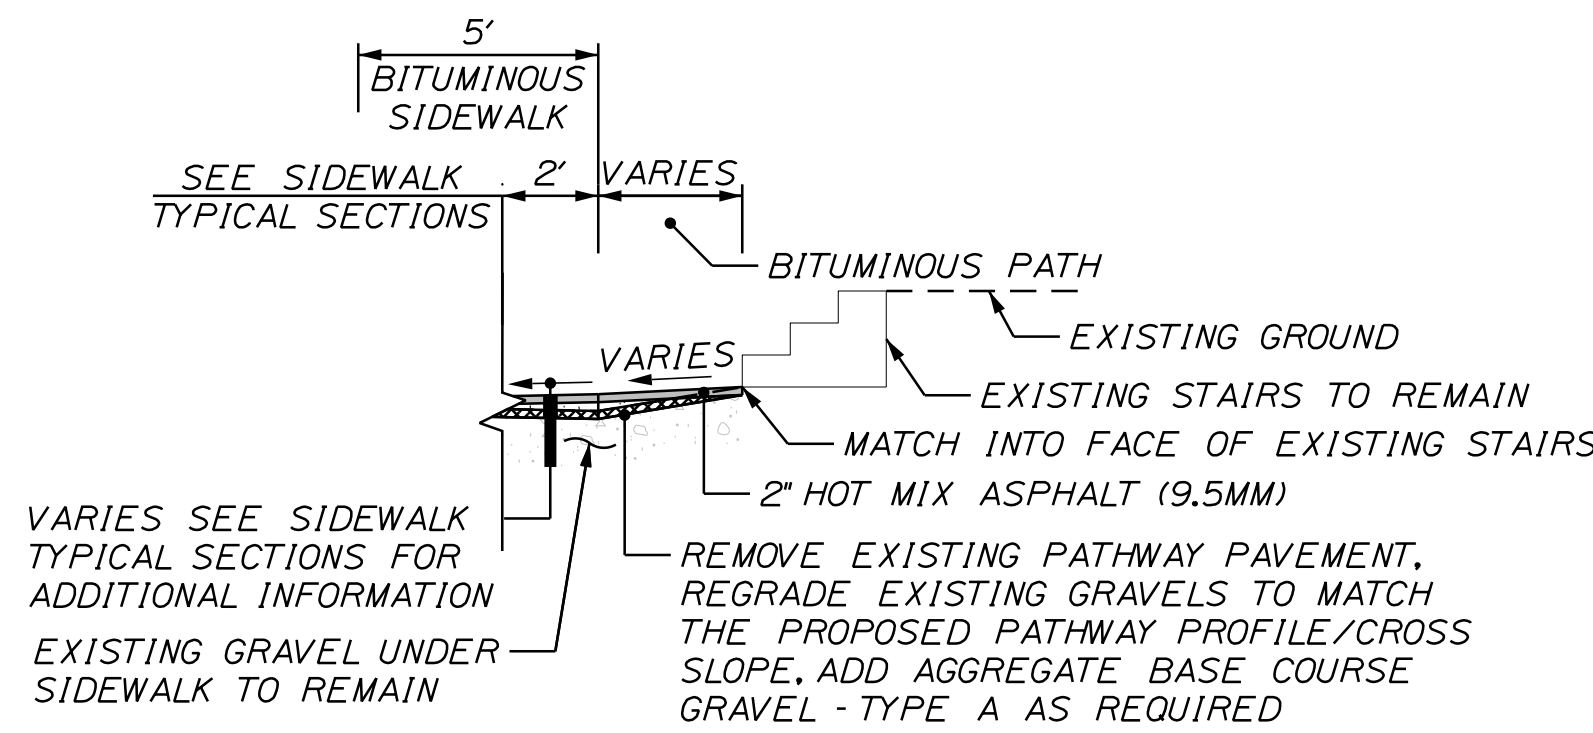 5'
BITUMINOUS
SIDEWALK
SEE SIDEWALK
TYPICAL SECTIONS
2'
VARIES
BITUMINOUS PATH
EXISTING GROUND
VARIES
EXISTING STAIRS TO REMAIN
MATCH INTO FACE OF EXISTING STAIRS
2" HOT MIX ASPHALT (9.5MM)
VARIES SEE SIDEWALK
TYPICAL SECTIONS FOR
ADDITIONAL INFORMATION
REMOVE EXISTING PATHWAY PAVEMENT,
REGRADE EXISTING GRAVELS TO MATCH
THE PROPOSED PATHWAY PROFILE/CROSS
SLOPE, ADD AGGREGATE BASE COURSE
GRAVEL - TYPE A AS REQUIRED
EXISTING GRAVEL UNDER
SIDEWALK TO REMAIN